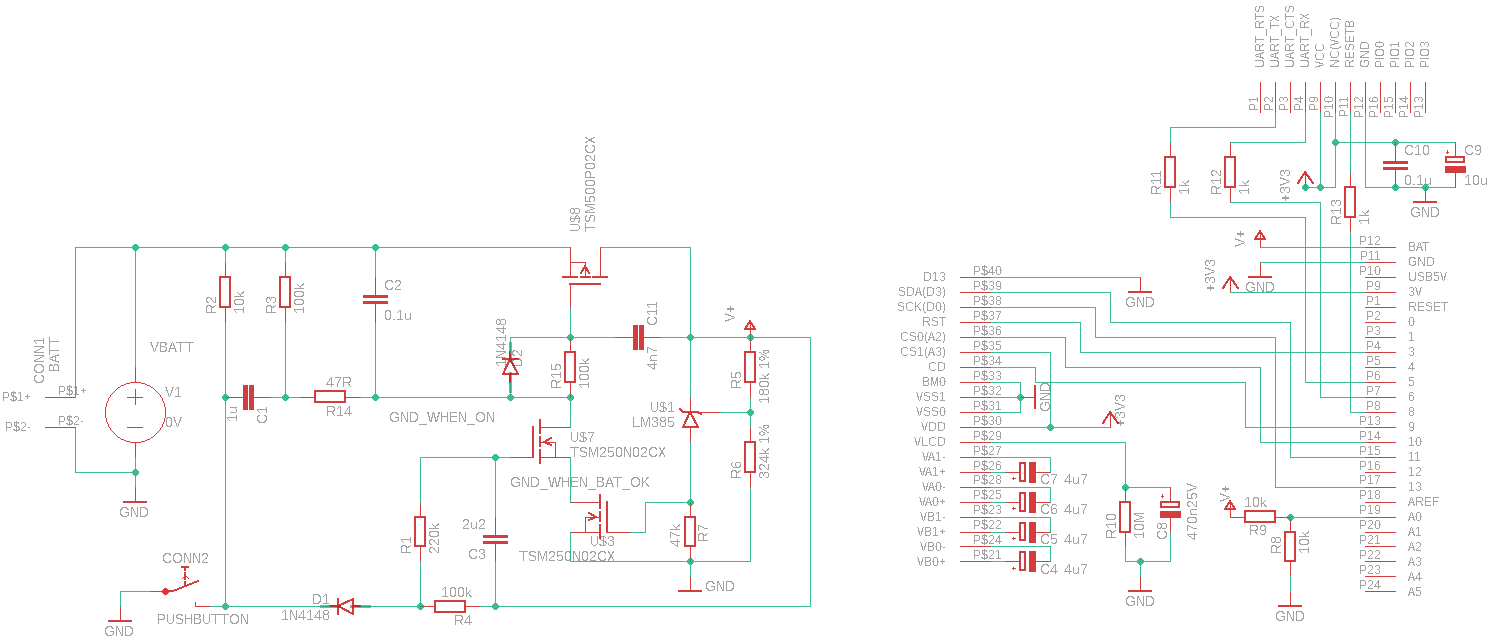 UART_RTS
UART_TX
UART_CTS
UART_RX
VCC
NC(VCC)
RESETB
GND
PIO0
PIO1
PIO2
PIO3
P1
P2
P3
P4
P9
P10
P11
P12
P16
P15
P14
P13
R11
1k
R12
1k
+3V3
R13
1k
C10
0.1u
C9
10u
GND
U$8
TSM500P02CX
R2
10k
R3
100k
C2
0.1u
CONN1
BATT
P$1+
P$1+
P$2-
P$2-
VBATT
V1
0V
GND
1u
C1
47R
R14
1N4148
D2
R15
100k
C11
4n7
V+
R5
180k 1%
U$1
LM385
R6
324k 1%
GND_WHEN_ON
U$7
TSM250N02CX
GND_WHEN_BAT_OK
U$3
TSM250N02CX
R1
220k
2u2
C3
47k
R7
GND
CONN2
PUSHBUTTON
GND
D1
1N4148
100k
R4
D13 P$40
SDA(D3) P$39
SCK(D0) P$38
RST P$37
CS0(A2) P$36
CS1(A3) P$35
CD P$34
BM0 P$33
VSS1 P$32
VSS0 P$31
VDD P$30
VLCD P$29
VA1- P$27
VA1+ P$26
VA0- P$28
VA0+ P$25
VB1- P$23
VB1+ P$22
VB0- P$24
VB0+ P$21
GND
GND
+3V3
C7 4u7
C6 4u7
C5 4u7
C4 4u7
R10
10M
C8
470n25V
GND
V+
10k
R9
R8
10k
GND
V+
+3V3
GND
P12 BAT
P11 GND
P10 USB5V
P9 3V
P1 RESET
P2 0
P3 1
P4 3
P5 4
P6 5
P7 6
P8 8
P13 9
P14 10
P15 11
P16 12
P17 13
P18 AREF
P19 A0
P20 A1
P21 A2
P22 A3
P23 A4
P24 A5